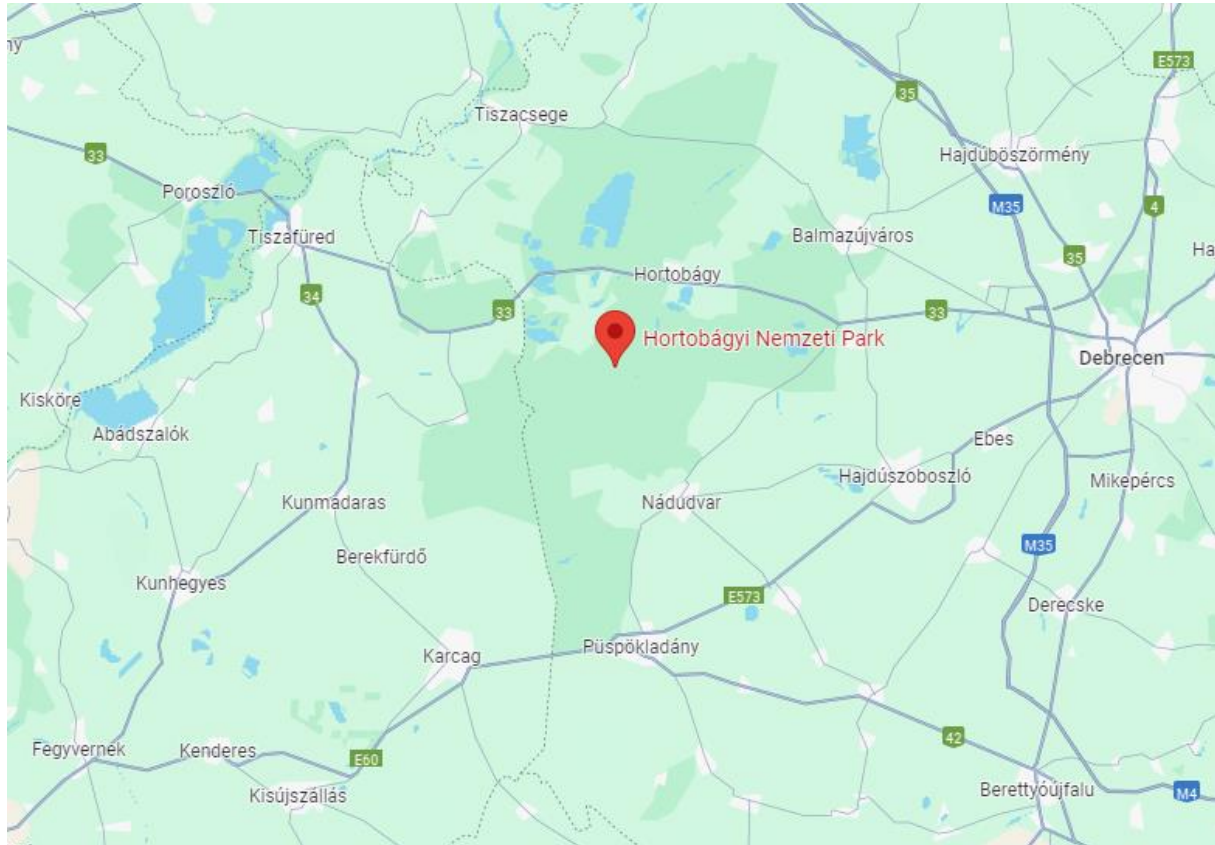 ny
E573
35
Tiszacsege
33
Hajdúböszörmény
Poroszló
M35
4
Tiszafüred
Balmazújváros
35
Ha
Hortobágy
34
33
33
Hortobágyi Nemzeti Park
Debrecen
Kisköre
Abádszalók
Ebes
Hajdúszoboszló
Mikepércs
Kunmadaras
Nádudvar
Berekfürdő
M35
Kunhegyes
E573
Derecske
Püspökladány
Karcag
42
Fegyvernek
Kenderes
E60
Kisújszállás
Berettyóújfalu
M4